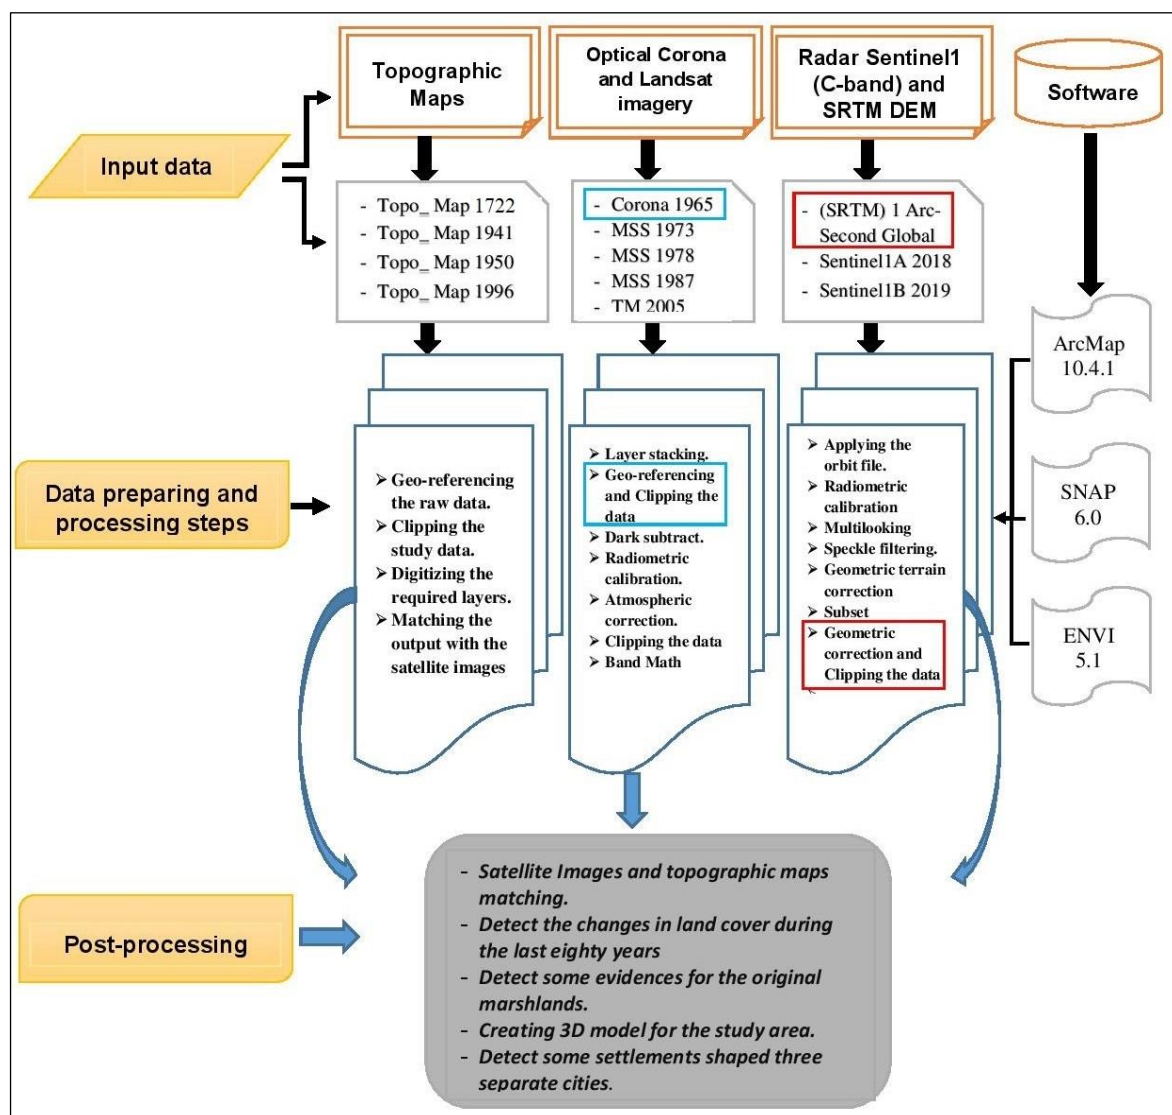 Topographic
Maps
Optical Corona
and Landsat
imagery
Radar Sentinel1
(C-band) and
SRTM DEM
Software
Input data
- Topo_ Map 1722
- Topo_ Map 1941
- Topo_ Map 1950
- Topo_ Map 1996
- Corona 1965
- MSS 1973
- MSS 1978
- MSS 1987
- TM 2005
- (SRTM) 1 Arc-
Second Global
- Sentinel1A 2018
- Sentinel1B 2019
ArcMap
10.4.1
SNAP
6.0
ENVI
5.1
Data preparing and
processing steps
➤ Geo-referencing
the raw data.
➤ Clipping the
study data.
➤ Digitizing the
required layers.
➤ Matching the
output with the
satellite images
➤ Layer stacking.
➤ Geo-referencing
and Clipping the
data
➤ Dark subtract.
➤ Radiometric
calibration.
➤ Atmospheric
correction.
➤ Clipping the data
➤ Band Math
➤ Applying the
orbit file.
➤ Radiometric
calibration
➤ Multilooking
➤ Speckle filtering.
➤ Geometric terrain
correction
➤ Subset
➤ Geometric
correction and
Clipping the data
Post-processing
- Satellite Images and topographic maps
matching.
- Detect the changes in land cover during
the last eighty years
- Detect some evidences for the original
marshlands.
- Creating 3D model for the study area.
- Detect some settlements shaped three
separate cities.